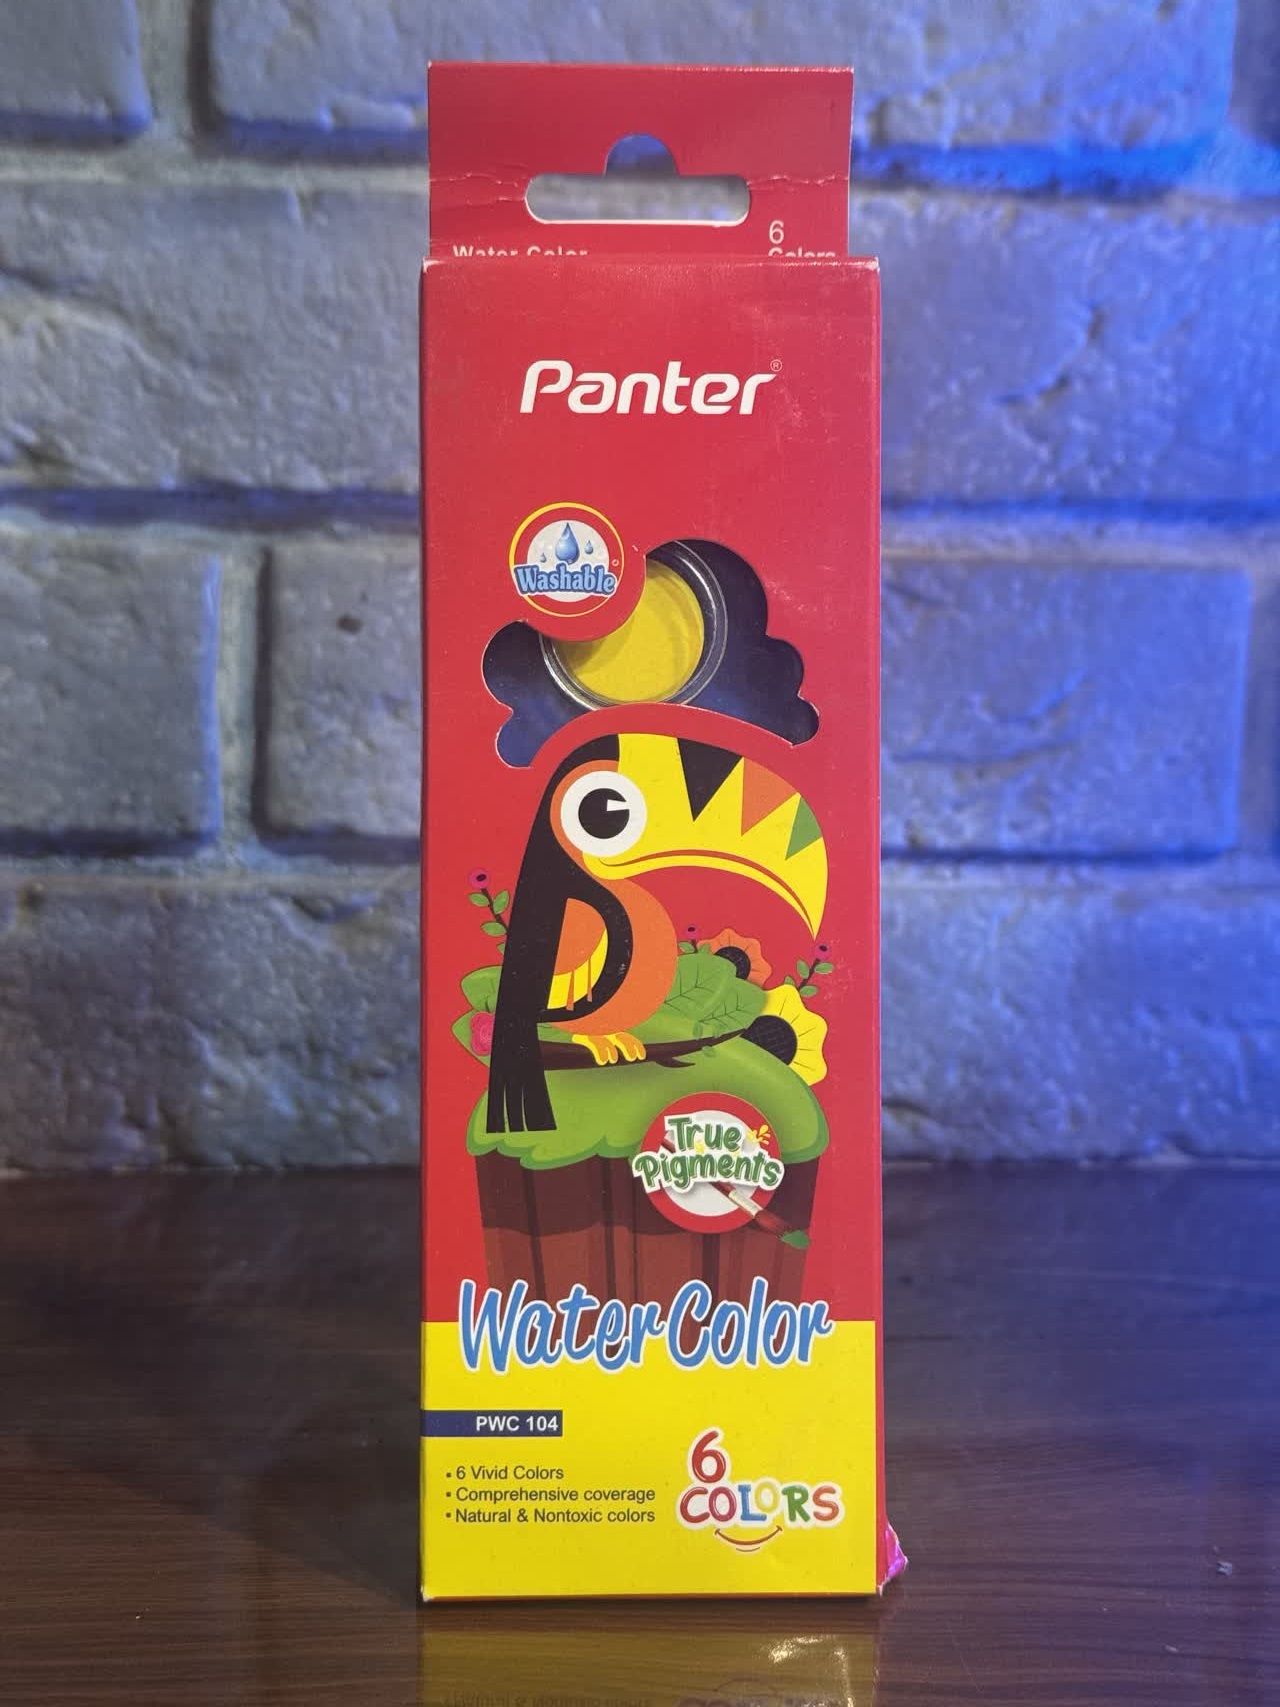 6
Water Color Colors
Panter®
Washable
True
Pigments
Water Color
PWC 104
6
COLORS
• 6 Vivid Colors
• Comprehensive coverage
• Natural & Nontoxic colors